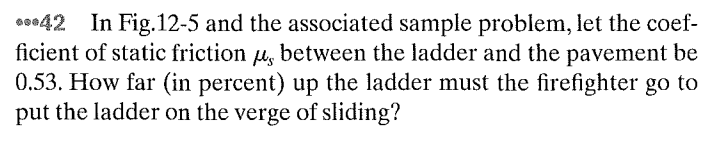 •••42 In Fig.12-5 and the associated sample problem, let the coef-
ficient of static friction μs between the ladder and the pavement be
0.53. How far (in percent) up the ladder must the firefighter go to
put the ladder on the verge of sliding?